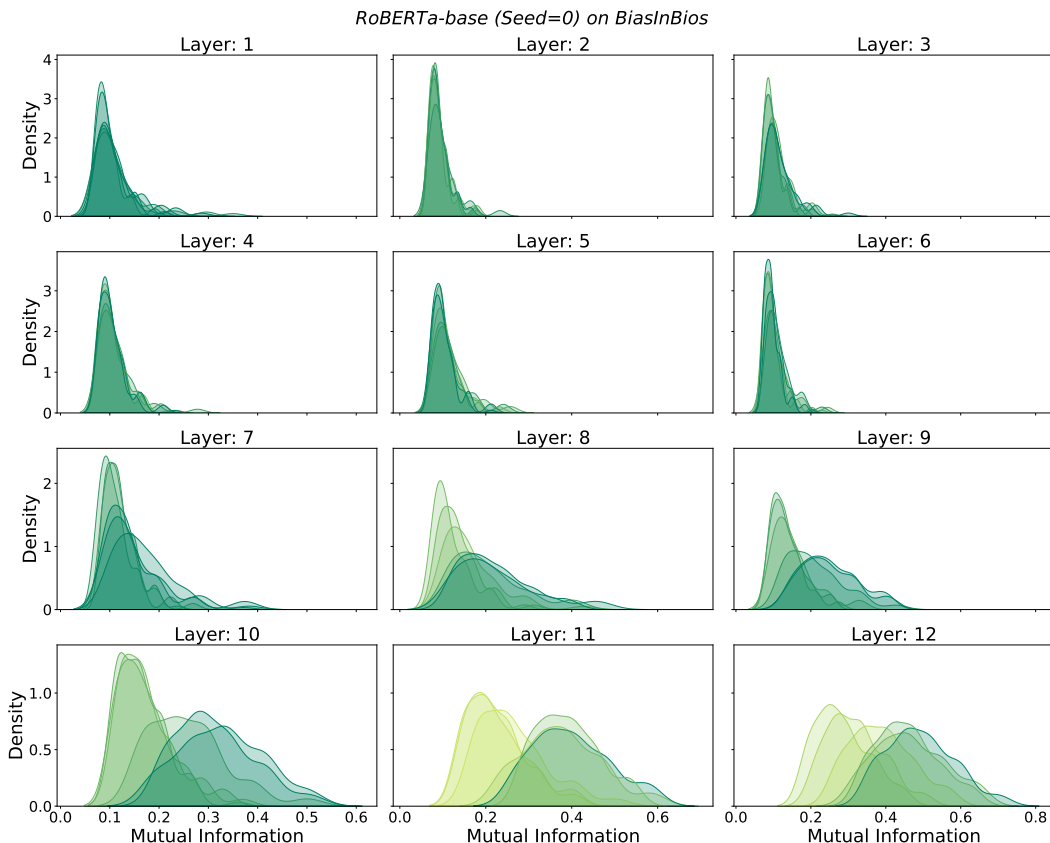 RoBERTa-base (Seed=0) on BiasInBios
Layer: 1 Layer: 2 Layer: 3
4
3
2
1
0
Density
Layer: 4 Layer: 5 Layer: 6
3
2
1
0
Density
Layer: 7 Layer: 8 Layer: 9
2
1
0
Density
Layer: 10 Layer: 11 Layer: 12
1.0
0.5
0.0
Density
0.0 0.1 0.2 0.3 0.4 0.5 0.6 0.0 0.2 0.4 0.6 0.0 0.2 0.4 0.6 0.8
Mutual Information Mutual Information Mutual Information